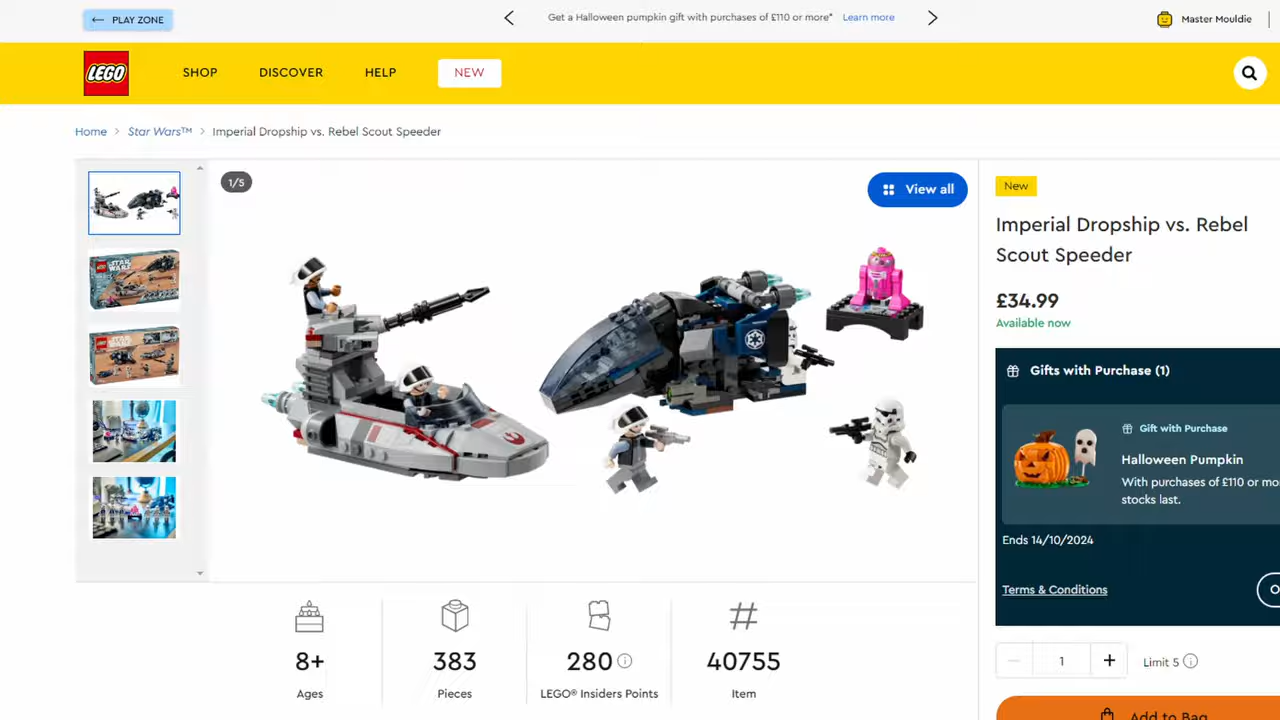 ← PLAY ZONE
Get a Halloween pumpkin gift with purchases of £110 or more* Learn more
Master Mouldie
LEGO
SHOP
DISCOVER
HELP
NEW
Home > Star Wars™ > Imperial Dropship vs. Rebel Scout Speeder
1/5
View all
New
Imperial Dropship vs. Rebel
Scout Speeder
£34.99
Available now
Gifts with Purchase (1)
Gift with Purchase
Halloween Pumpkin
With purchases of £110 or mo
stocks last.
Ends 14/10/2024
Terms & Conditions
8+
Ages
383
Pieces
280
LEGO® Insiders Points
#
40755
Item
1
+
Limit 5
Add to Bag